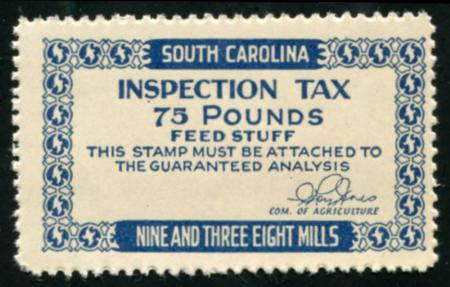 SOUTH CAROLINA
INSPECTION TAX
75 POUNDS
FEED STUFF
THIS STAMP MUST BE ATTACHED TO
THE GUARANTEED ANALYSIS
COM. OF AGRICULTURE
NINE AND THREE EIGHT MILLS